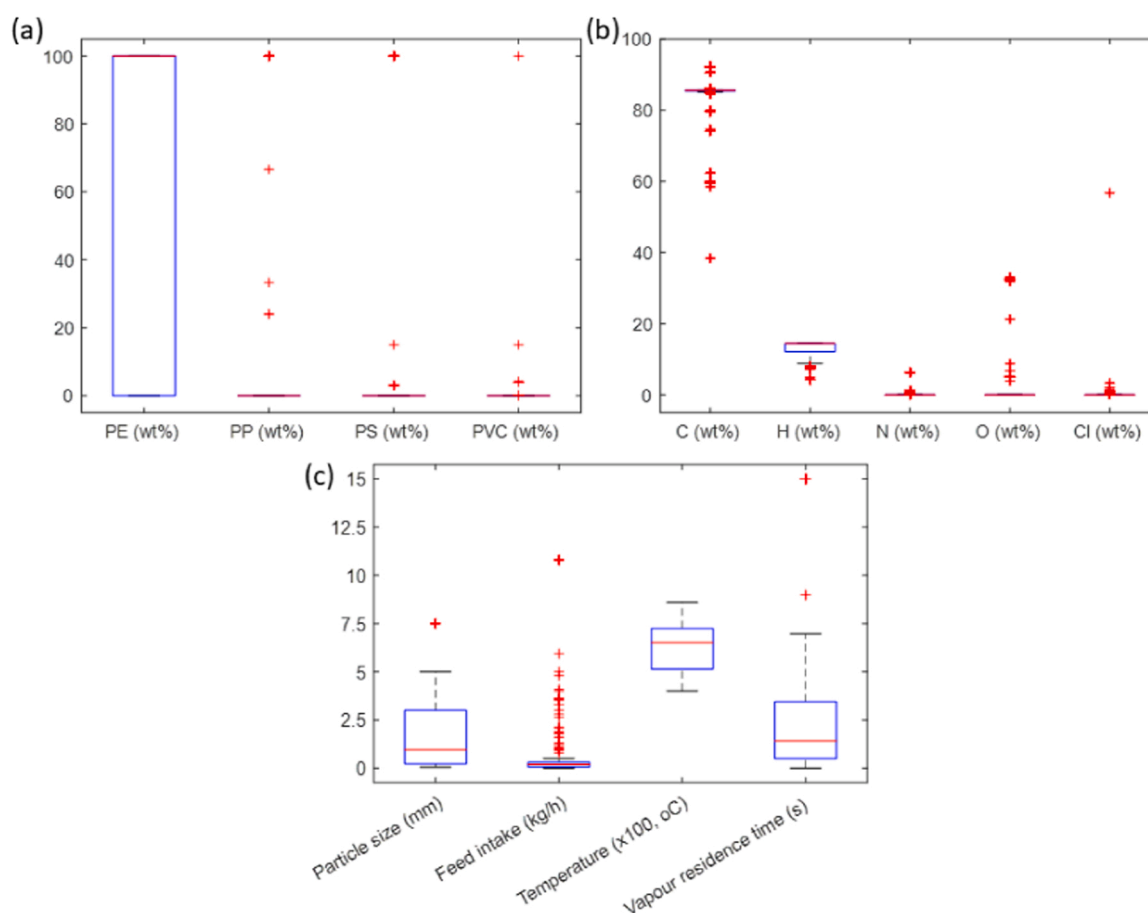 (a)
100
80
60
40
20
0
PE (wt%) PP (wt%) PS (wt%) PVC (wt%)
(b)
100
80
60
40
20
0
C (wt%) H (wt%) N (wt%) O (wt%) Cl (wt%)
(c)
15
12.5
10
7.5
5
2.5
0
Particle size (mm)
Feed intake (kg/h)
Temperature (x100, oC)
Vapour residence time (s)